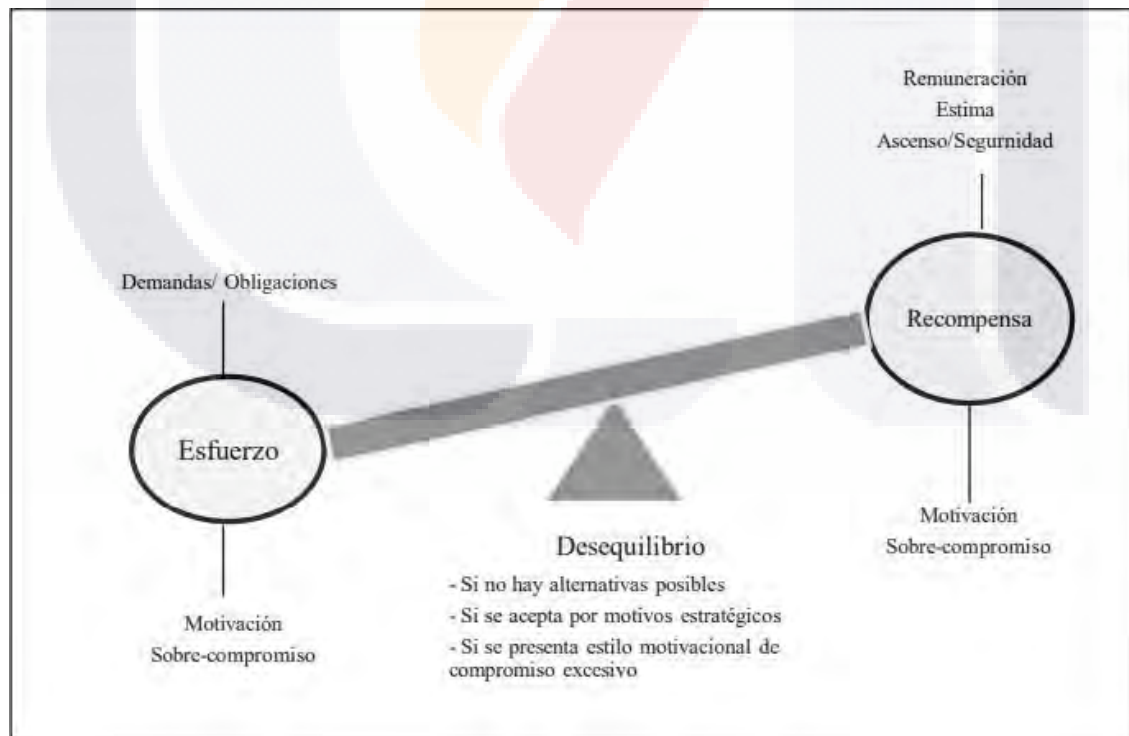 Remuneración
Estima
Ascenso/Segurnidad
Demandas/ Obligaciones
Recompensa
Esfuerzo
Motivación
Sobre-compromiso
Desequilibrio
- Si no hay alternativas posibles
- Si se acepta por motivos estratégicos
- Si se presenta estilo motivacional de
compromiso excesivo
Motivación
Sobre-compromiso